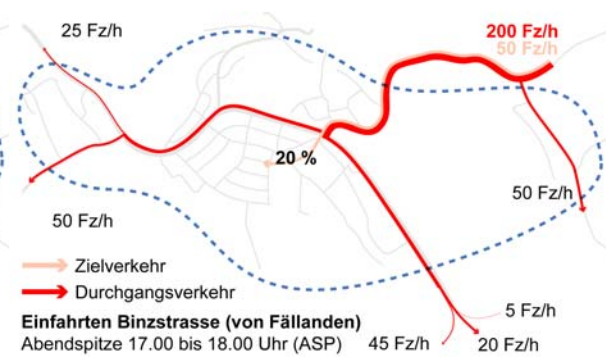 25 Fz/h
200 Fz/h
50 Fz/h
20 %
50 Fz/h
50 Fz/h
Zielverkehr
Durchgangsverkehr
5 Fz/h
Einfahrten Binzstrasse (von Fällanden)
Abendspitze 17.00 bis 18.00 Uhr (ASP)
45 Fz/h
20 Fz/h